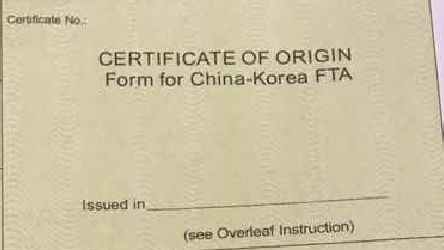 Certificate No.:
CERTIFICATE OF ORIGIN
Form for China-Korea FTA
Issued in
(see Overleaf Instruction)